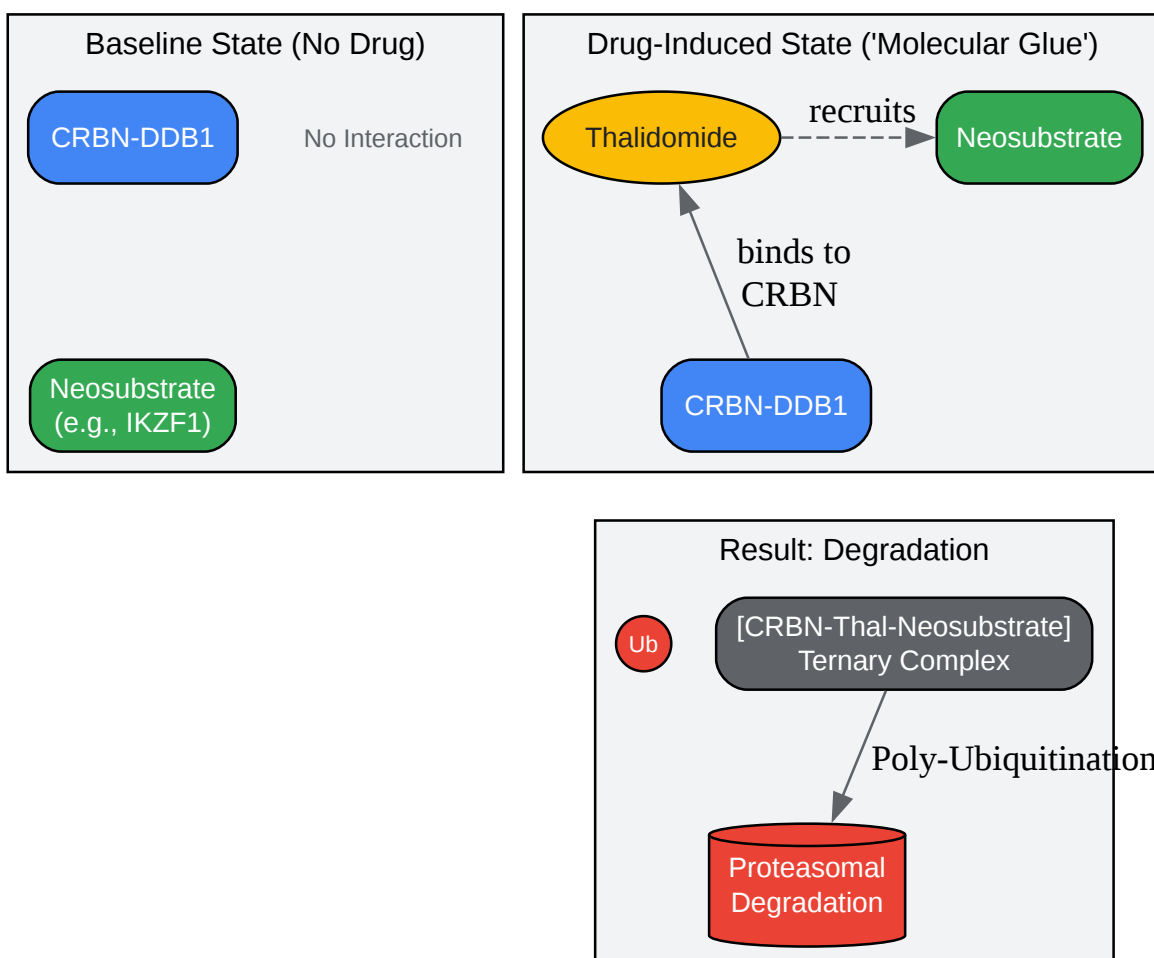 Baseline State (No Drug)
CRBN-DDB1
No Interaction
Neosubstrate
(e.g., IKZF1)
Drug-Induced State ('Molecular Glue')
Thalidomide
recruits
Neosubstrate
binds to
CRBN
CRBN-DDB1
Result: Degradation
Ub
[CRBN-Thal-Neosubstrate]
Ternary Complex
Poly-Ubiquitination
Proteasomal
Degradation